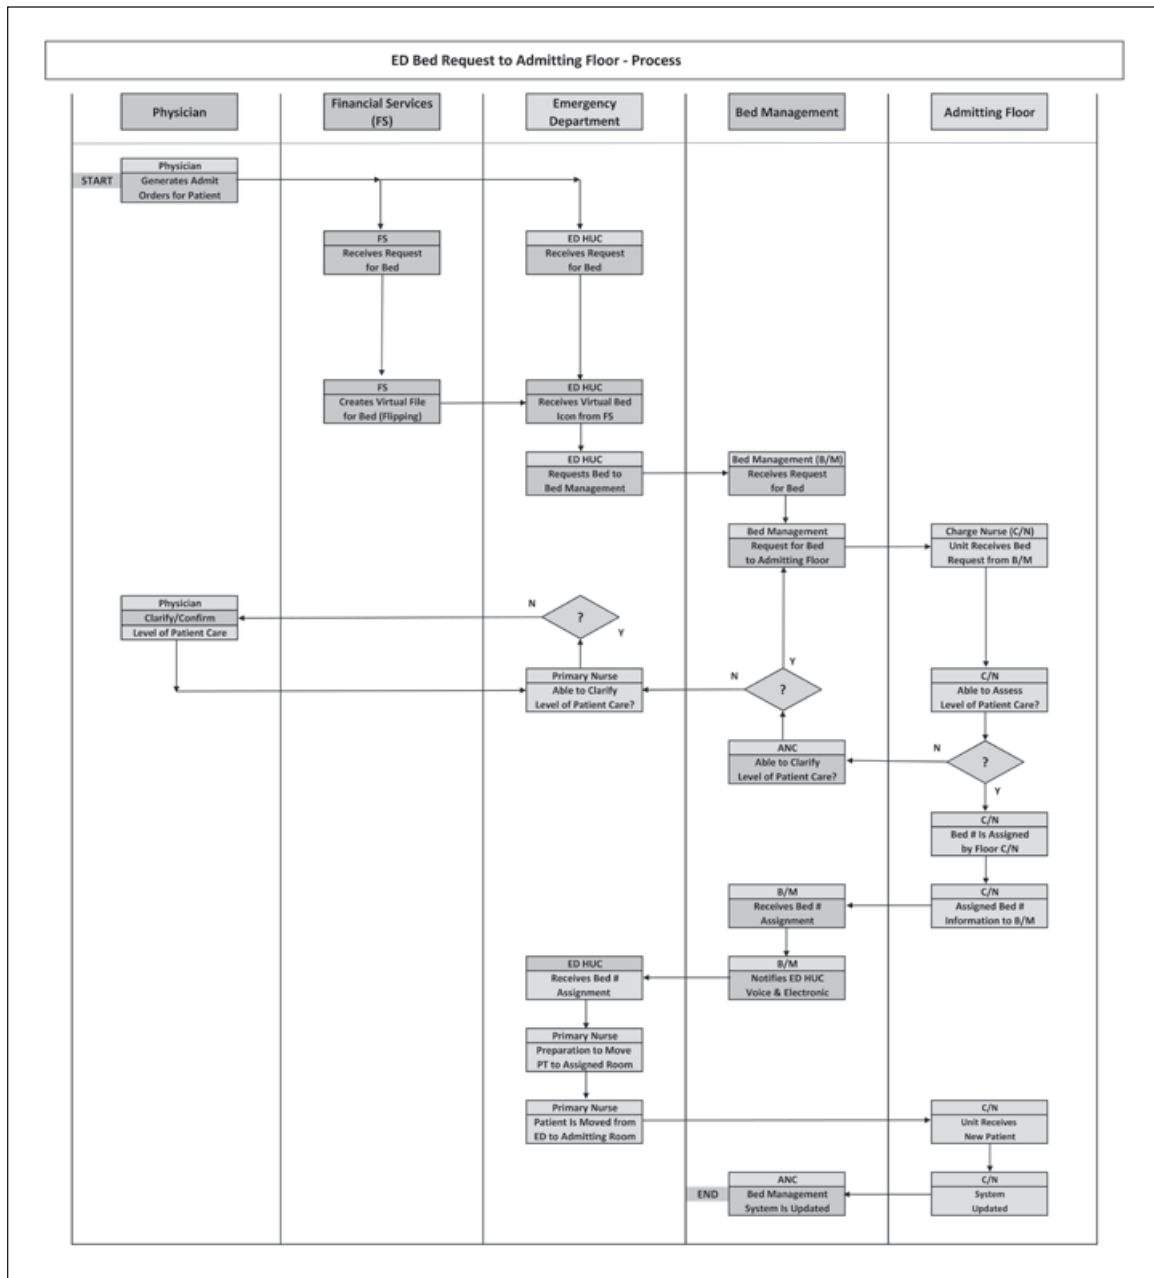 ED Bed Request to Admitting Floor - Process
Physician
Financial Services
(FS)
Emergency
Department
Bed Management
Admitting Floor
START
Physician
Generates Admit
Orders for Patient
FS
Receives Request
for Bed
ED HUC
Receives Request
for Bed
FS
Creates Virtual File
for Bed (Flipping)
ED HUC
Receives Virtual Bed
Icon from FS
ED HUC
Requests Bed to
Bed Management
Bed Management (B/M)
Receives Request
for Bed
Bed Management
Request for Bed
to Admitting Floor
Charge Nurse (C/N)
Unit Receives Bed
Request from B/M
Physician
Clarify/Confirm
Level of Patient Care
N
?
Y
Primary Nurse
Able to Clarify
Level of Patient Care?
N
Y
?
C/N
Able to Assess
Level of Patient Care?
ANC
Able to Clarify
Level of Patient Care?
N
?
Y
C/N
Bed # Is Assigned
by Floor C/N
B/M
Receives Bed #
Assignment
C/N
Assigned Bed #
Information to B/M
ED HUC
Receives Bed #
Assignment
B/M
Notifies ED HUC
Voice & Electronic
Primary Nurse
Preparation to Move
PT to Assigned Room
Primary Nurse
Patient Is Moved from
ED to Admitting Room
C/N
Unit Receives
New Patient
END
ANC
Bed Management
System Is Updated
C/N
System
Updated